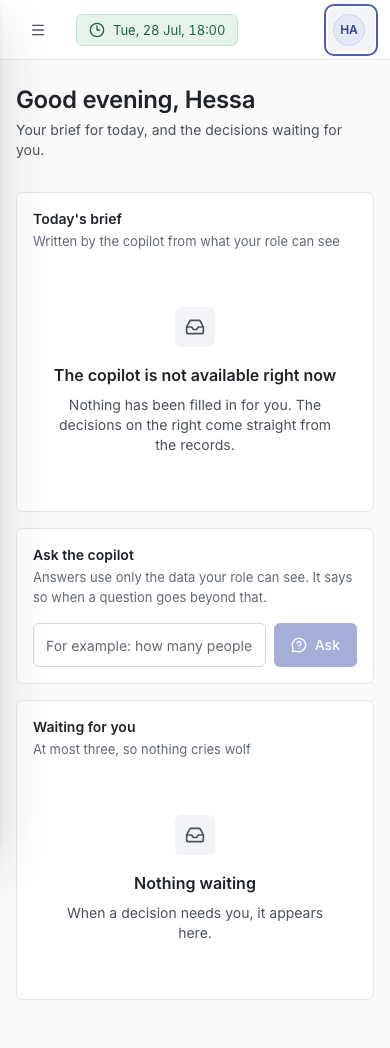 Tue, 28 Jul, 18:00
HA
Good evening, Hessa
Your brief for today, and the decisions waiting for
you.
Today's brief
Written by the copilot from what your role can see
The copilot is not available right now
Nothing has been filled in for you. The
decisions on the right come straight from
the records.
Ask the copilot
Answers use only the data your role can see. It says
so when a question goes beyond that.
For example: how many people
Ask
Waiting for you
At most three, so nothing cries wolf
Nothing waiting
When a decision needs you, it appears
here.